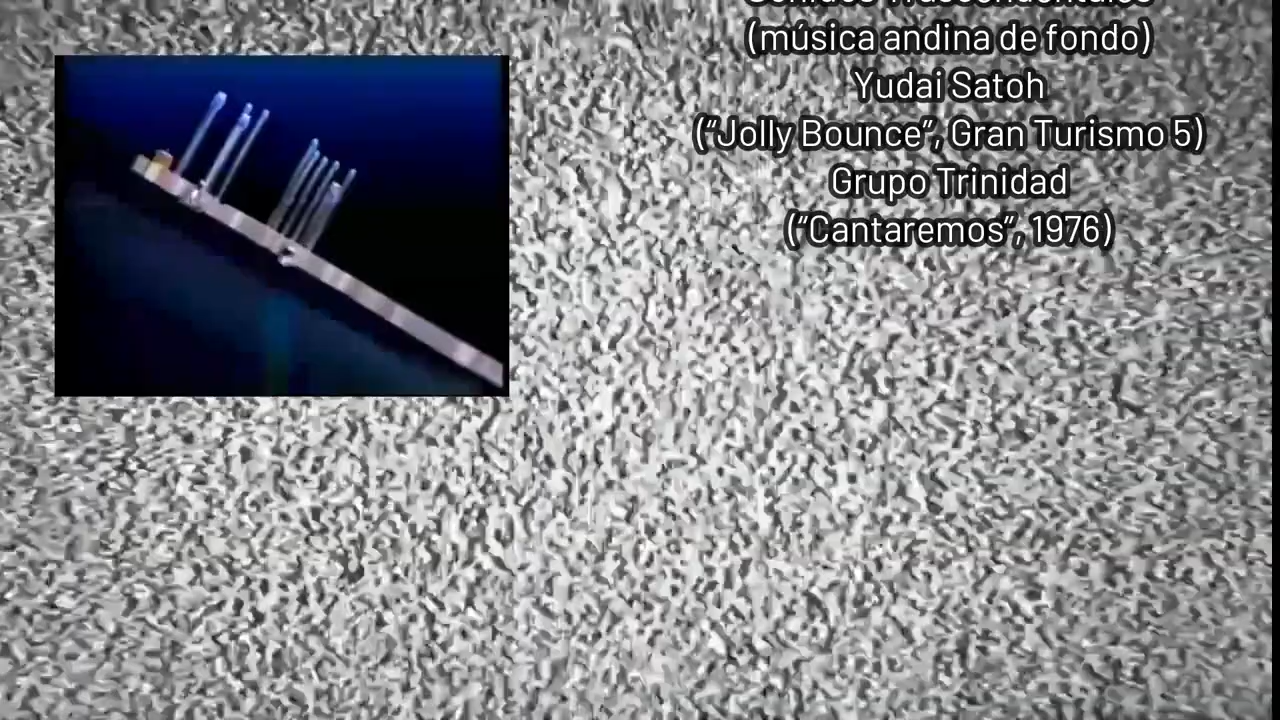 (música andina de fondo)
Yudai Satoh
(“Jolly Bounce”, Gran Turismo 5)
Grupo Trinidad
(“Cantaremos”, 1976)